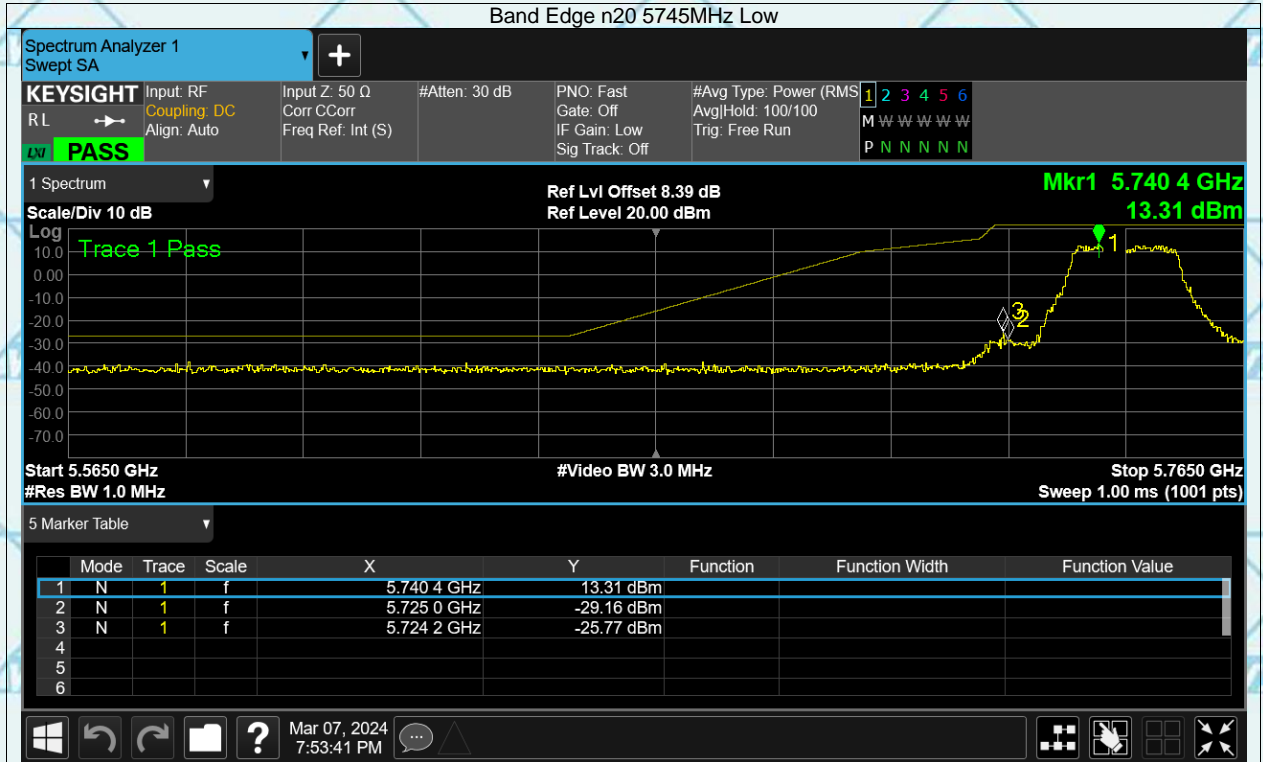 Band Edge n20 5745MHz Low
Spectrum Analyzer 1
Swept SA
KEYSIGHT
R L
LXI
PASS
Input: RF
Coupling: DC
Align: Auto
Input Z: 50 Ω
Corr CCorr
Freq Ref: Int (S)
#Atten: 30 dB
PNO: Fast
Gate: Off
IF Gain: Low
Sig Track: Off
#Avg Type: Power (RMS
Avg|Hold: 100/100
Trig: Free Run
1 2 3 4 5 6
M W W W W W
P N N N N N
1 Spectrum
Scale/Div 10 dB
Ref Lvl Offset 8.39 dB
Ref Level 20.00 dBm
Mkr1 5.740 4 GHz
13.31 dBm
Log
Trace 1 Pass
10.0
0.00
-10.0
-20.0
-30.0
-40.0
-50.0
-60.0
-70.0
1
3
2
Start 5.5650 GHz
#Video BW 3.0 MHz
Stop 5.7650 GHz
#Res BW 1.0 MHz
Sweep 1.00 ms (1001 pts)
5 Marker Table
Mode Trace Scale X Y Function Function Width Function Value
1 N 1 f 5.740 4 GHz 13.31 dBm
2 N 1 f 5.725 0 GHz -29.16 dBm
3 N 1 f 5.724 2 GHz -25.77 dBm
4
5
6
?
Mar 07, 2024
7:53:41 PM